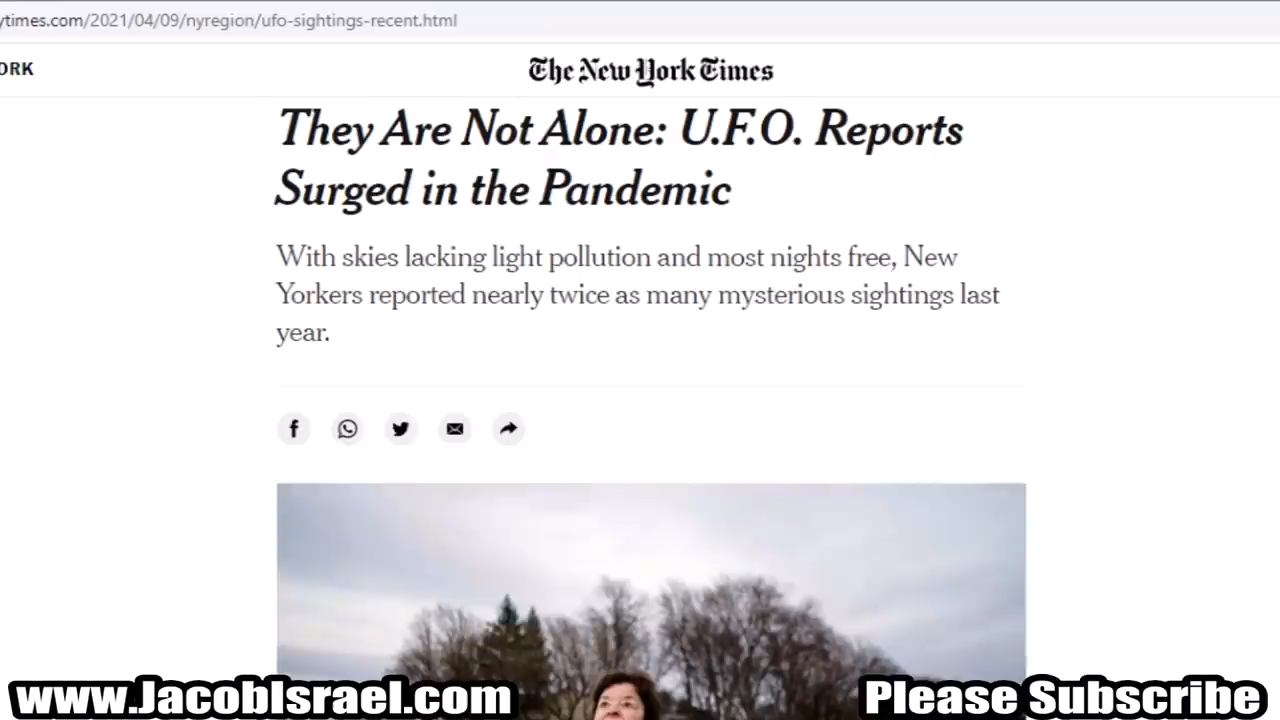 ytimes.com/2021/04/09/nyregion/ufo-sightings-recent.html
ORK
The New York Times
They Are Not Alone: U.F.O. Reports
Surged in the Pandemic
With skies lacking light pollution and most nights free, New
Yorkers reported nearly twice as many mysterious sightings last
year.
www.JacobIsrael.com
Please Subscribe